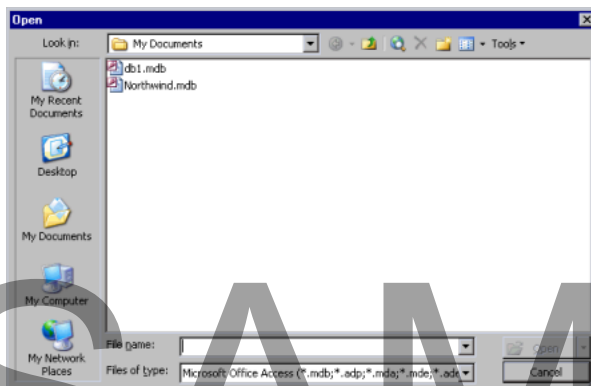 Open
Look in: My Documents Tools
db1.mdb
Northwind.mdb
My Recent
Documents
Desktop
My Documents
My Computer
My Network
Places
File name: Open
Files of type: Microsoft Office Access (*.mdb;*.adp;*.mda;*.mde;*.ade Cancel
SAM